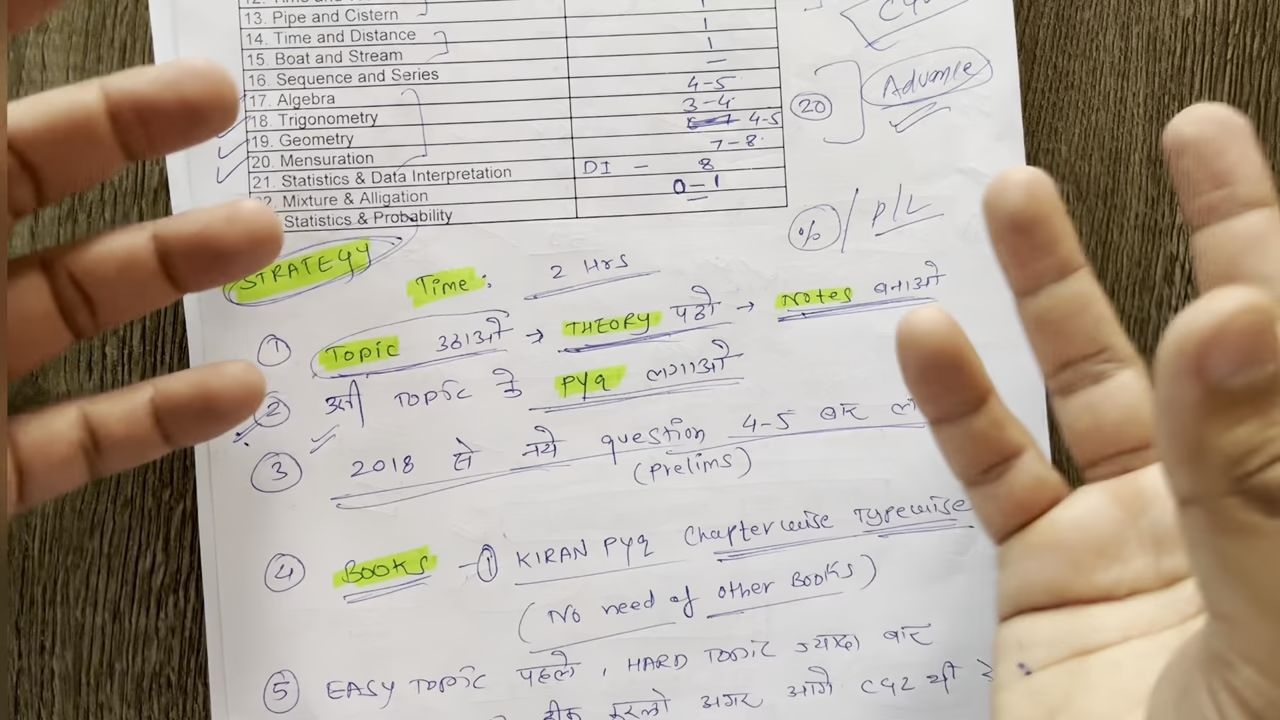 13. Pipe and Cistern
14. Time and Distance 1
15. Boat and Stream 1
16. Sequence and Series —
17. Algebra 4-5
18. Trigonometry 3-4
19. Geometry 4-5
20. Mensuration 7-8
21. Statistics & Data Interpretation DI — 8
Mixture & Alligation 0-1
Statistics & Probability
20 Advance
% / P/L
STRATEGY
Time: 2 Hrs
① Topic उठाओ → THEORY पढो → Notes बनाओ
② उसी TOPIC के PYQ लगाओ
③ 2018 से नये question 4-5 बार
(Prelims)
④ BOOKS - ① KIRAN PYQ Chapterwise Typewise
(No need of other BOOKS)
⑤ EASY TOPIC पहले, HARD TOPIC ज्यादा बार
अगर आगे CGL की